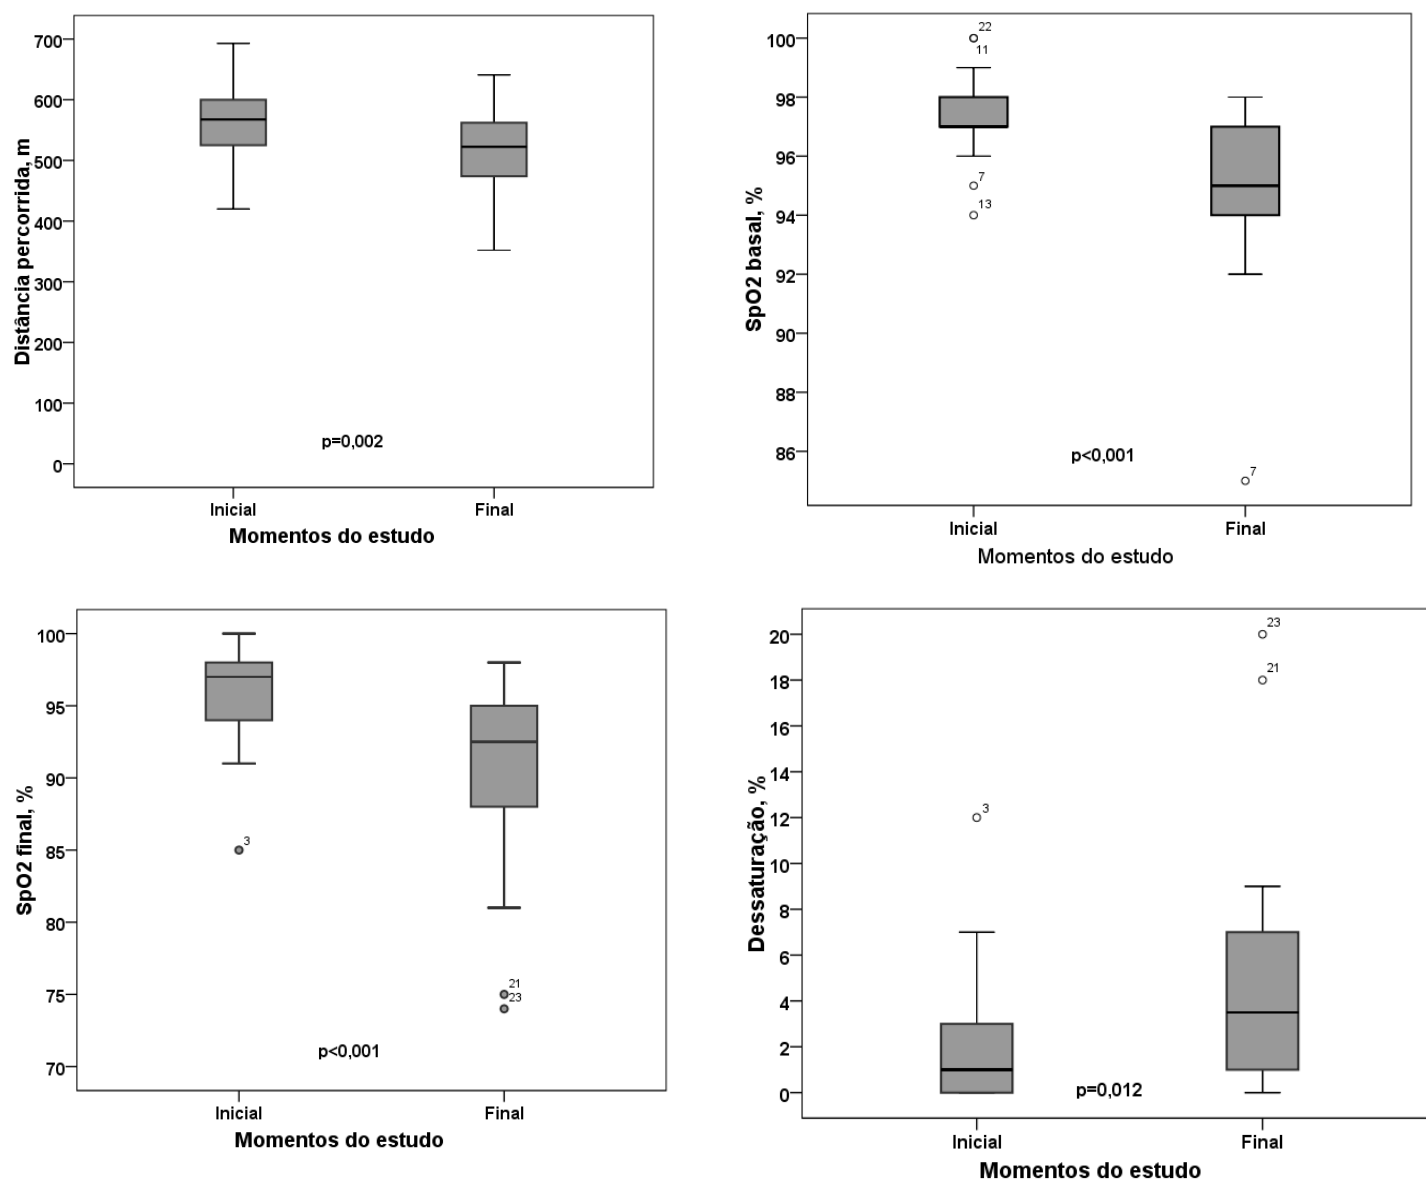 Distância percorrida, m
700
600
500
400
300
200
100
0
p=0,002
Inicial
Final
Momentos do estudo
SpO2 basal, %
100
98
96
94
92
90
88
86
22
11
7
13
7
p<0,001
Inicial
Final
Momentos do estudo
SpO2 final, %
100
95
90
85
80
75
70
3
21
23
p<0,001
Inicial
Final
Momentos do estudo
Dessaturação, %
20
18
16
14
12
10
8
6
4
2
0
3
23
21
p=0,012
Inicial
Final
Momentos do estudo